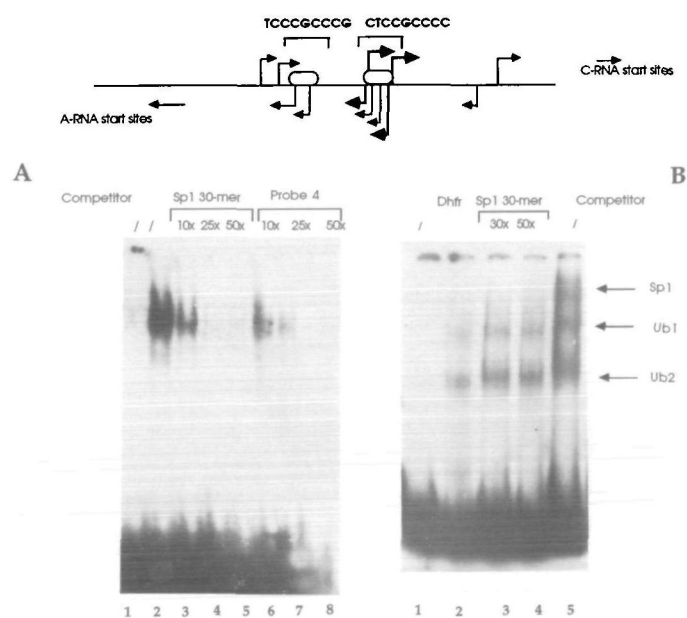 TCCCGCCCG CTCCGCCCC
C-RNA start sites
A-RNA start sites
A
B
Competitor
Sp1 30-mer
Probe 4
/ / 10x 25x 50x 10x 25x 50x
Dhfr
Sp1 30-mer
Competitor
/ 30x 50x /
Sp1
Ub1
Ub2
1 2 3 4 5 6 7 8
1 2 3 4 5